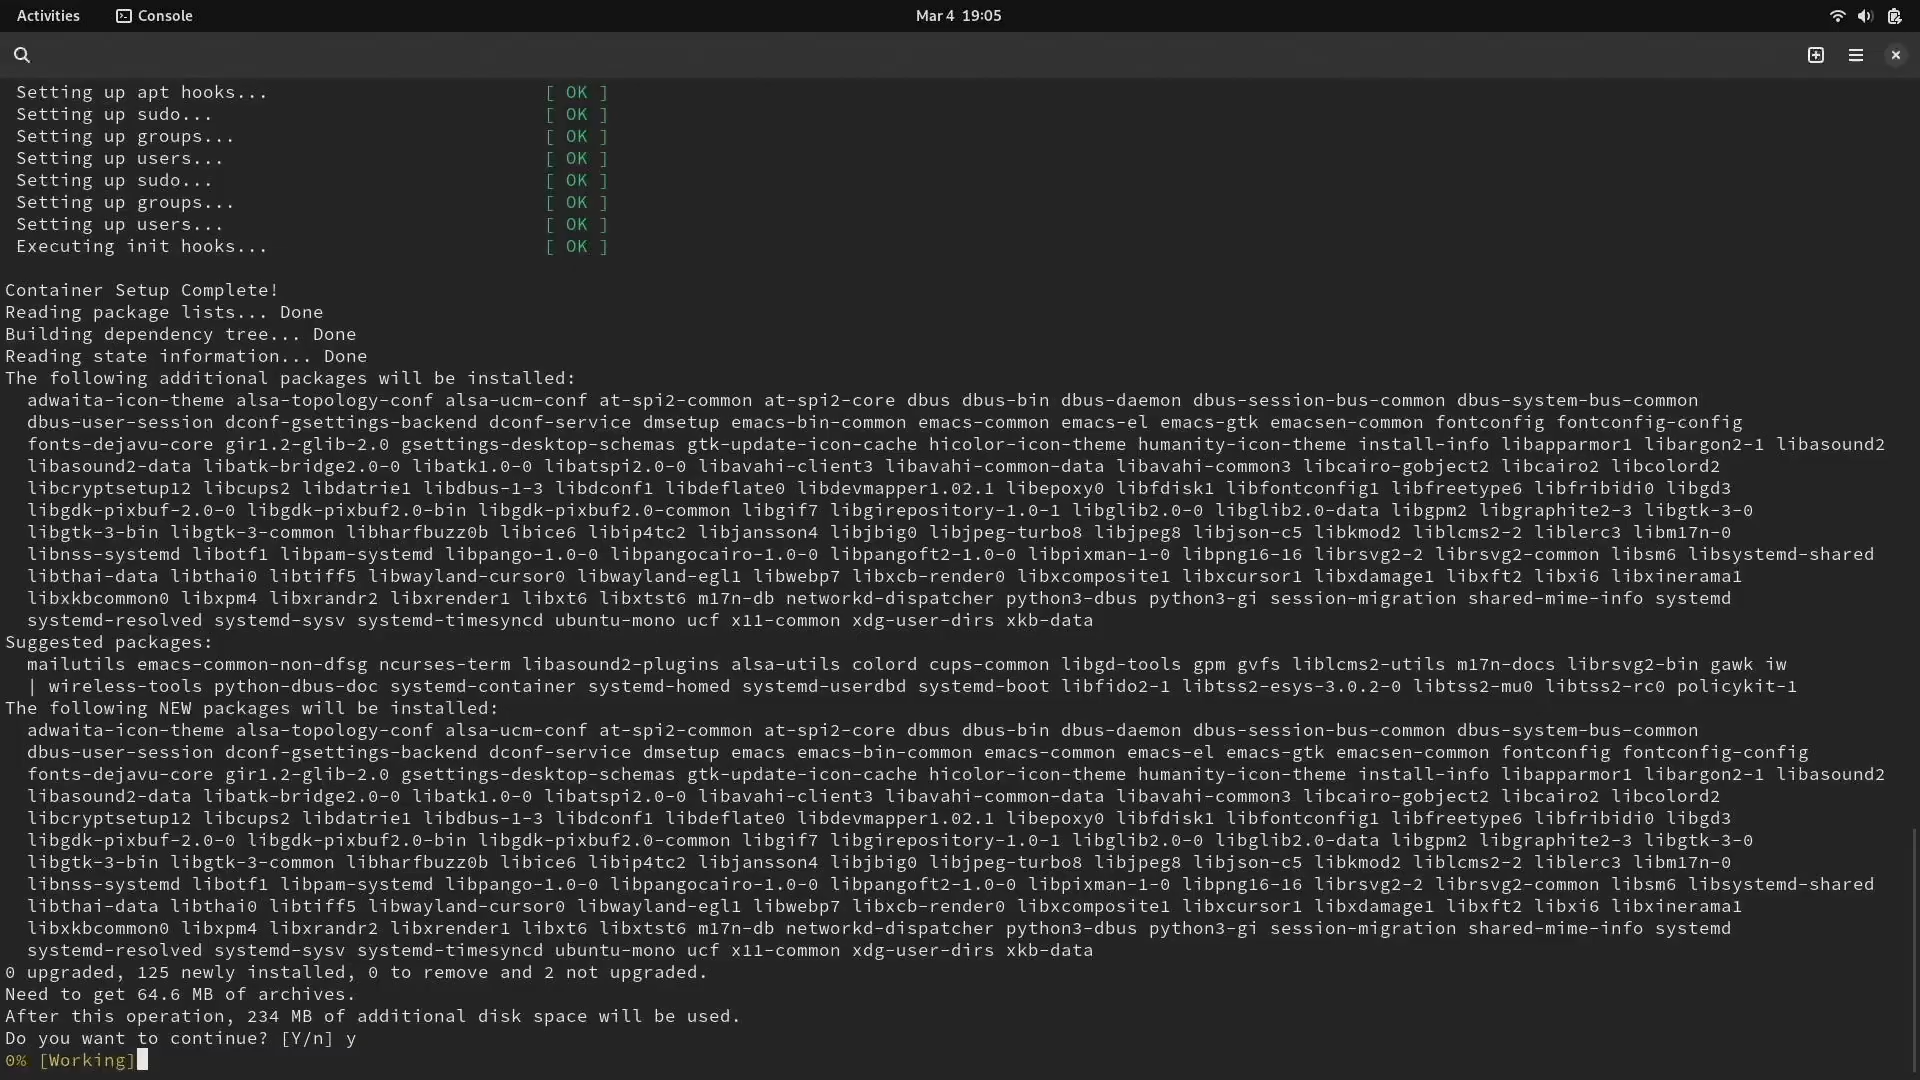 Activities Console Mar 4 19:05
Setting up apt hooks... [ OK ]
Setting up sudo... [ OK ]
Setting up groups... [ OK ]
Setting up users... [ OK ]
Setting up sudo... [ OK ]
Setting up groups... [ OK ]
Setting up users... [ OK ]
Executing init hooks... [ OK ]
Container Setup Complete!
Reading package lists... Done
Building dependency tree... Done
Reading state information... Done
The following additional packages will be installed:
adwaita-icon-theme alsa-topology-conf alsa-ucm-conf at-spi2-common at-spi2-core dbus dbus-bin dbus-daemon dbus-session-bus-common dbus-system-bus-common
dbus-user-session dconf-gsettings-backend dconf-service dmsetup emacs-bin-common emacs-common emacs-el emacs-gtk emacsen-common fontconfig fontconfig-config
fonts-dejavu-core gir1.2-glib-2.0 gsettings-desktop-schemas gtk-update-icon-cache hicolor-icon-theme humanity-icon-theme install-info libapparmor1 libargon2-1 libasound2
libasound2-data libatk-bridge2.0-0 libatk1.0-0 libatspi2.0-0 libavahi-client3 libavahi-common-data libavahi-common3 libcairo-gobject2 libcairo2 libcolord2
libcryptsetup12 libcups2 libdatrie1 libdbus-1-3 libdconf1 libdeflate0 libdevmapper1.02.1 libepoxy0 libfdisk1 libfontconfig1 libfreetype6 libfribidi0 libgd3
libgdk-pixbuf-2.0-0 libgdk-pixbuf2.0-bin libgdk-pixbuf2.0-common libgif7 libgirepository-1.0-1 libglib2.0-0 libglib2.0-data libgpm2 libgraphite2-3 libgtk-3-0
libgtk-3-bin libgtk-3-common libharfbuzz0b libice6 libip4tc2 libjansson4 libjbig0 libjpeg-turbo8 libjpeg8 libjson-c5 libkmod2 liblcms2-2 liblerc3 libm17n-0
libnss-systemd libotf1 libpam-systemd libpango-1.0-0 libpangocairo-1.0-0 libpangoft2-1.0-0 libpixman-1-0 libpng16-16 librsvg2-2 librsvg2-common libsm6 libsystemd-shared
libthai-data libthai0 libtiff5 libwayland-cursor0 libwayland-egl1 libwebp7 libxcb-render0 libxcomposite1 libxcursor1 libxdamage1 libxft2 libxi6 libxinerama1
libxkbcommon0 libxpm4 libxrandr2 libxrender1 libxt6 libxtst6 m17n-db networkd-dispatcher python3-dbus python3-gi session-migration shared-mime-info systemd
systemd-resolved systemd-sysv systemd-timesyncd ubuntu-mono ucf x11-common xdg-user-dirs xkb-data
Suggested packages:
mailutils emacs-common-non-dfsg ncurses-term libasound2-plugins alsa-utils colord cups-common libgd-tools gpm gvfs liblcms2-utils m17n-docs librsvg2-bin gawk iw
| wireless-tools python-dbus-doc systemd-container systemd-homed systemd-userdbd systemd-boot libfido2-1 libtss2-esys-3.0.2-0 libtss2-mu0 libtss2-rc0 policykit-1
The following NEW packages will be installed:
adwaita-icon-theme alsa-topology-conf alsa-ucm-conf at-spi2-common at-spi2-core dbus dbus-bin dbus-daemon dbus-session-bus-common dbus-system-bus-common
dbus-user-session dconf-gsettings-backend dconf-service dmsetup emacs emacs-bin-common emacs-common emacs-el emacs-gtk emacsen-common fontconfig fontconfig-config
fonts-dejavu-core gir1.2-glib-2.0 gsettings-desktop-schemas gtk-update-icon-cache hicolor-icon-theme humanity-icon-theme install-info libapparmor1 libargon2-1 libasound2
libasound2-data libatk-bridge2.0-0 libatk1.0-0 libatspi2.0-0 libavahi-client3 libavahi-common-data libavahi-common3 libcairo-gobject2 libcairo2 libcolord2
libcryptsetup12 libcups2 libdatrie1 libdbus-1-3 libdconf1 libdeflate0 libdevmapper1.02.1 libepoxy0 libfdisk1 libfontconfig1 libfreetype6 libfribidi0 libgd3
libgdk-pixbuf-2.0-0 libgdk-pixbuf2.0-bin libgdk-pixbuf2.0-common libgif7 libgirepository-1.0-1 libglib2.0-0 libglib2.0-data libgpm2 libgraphite2-3 libgtk-3-0
libgtk-3-bin libgtk-3-common libharfbuzz0b libice6 libip4tc2 libjansson4 libjbig0 libjpeg-turbo8 libjpeg8 libjson-c5 libkmod2 liblcms2-2 liblerc3 libm17n-0
libnss-systemd libotf1 libpam-systemd libpango-1.0-0 libpangocairo-1.0-0 libpangoft2-1.0-0 libpixman-1-0 libpng16-16 librsvg2-2 librsvg2-common libsm6 libsystemd-shared
libthai-data libthai0 libtiff5 libwayland-cursor0 libwayland-egl1 libwebp7 libxcb-render0 libxcomposite1 libxcursor1 libxdamage1 libxft2 libxi6 libxinerama1
libxkbcommon0 libxpm4 libxrandr2 libxrender1 libxt6 libxtst6 m17n-db networkd-dispatcher python3-dbus python3-gi session-migration shared-mime-info systemd
systemd-resolved systemd-sysv systemd-timesyncd ubuntu-mono ucf x11-common xdg-user-dirs xkb-data
0 upgraded, 125 newly installed, 0 to remove and 2 not upgraded.
Need to get 64.6 MB of archives.
After this operation, 234 MB of additional disk space will be used.
Do you want to continue? [Y/n] y
0% [Working]